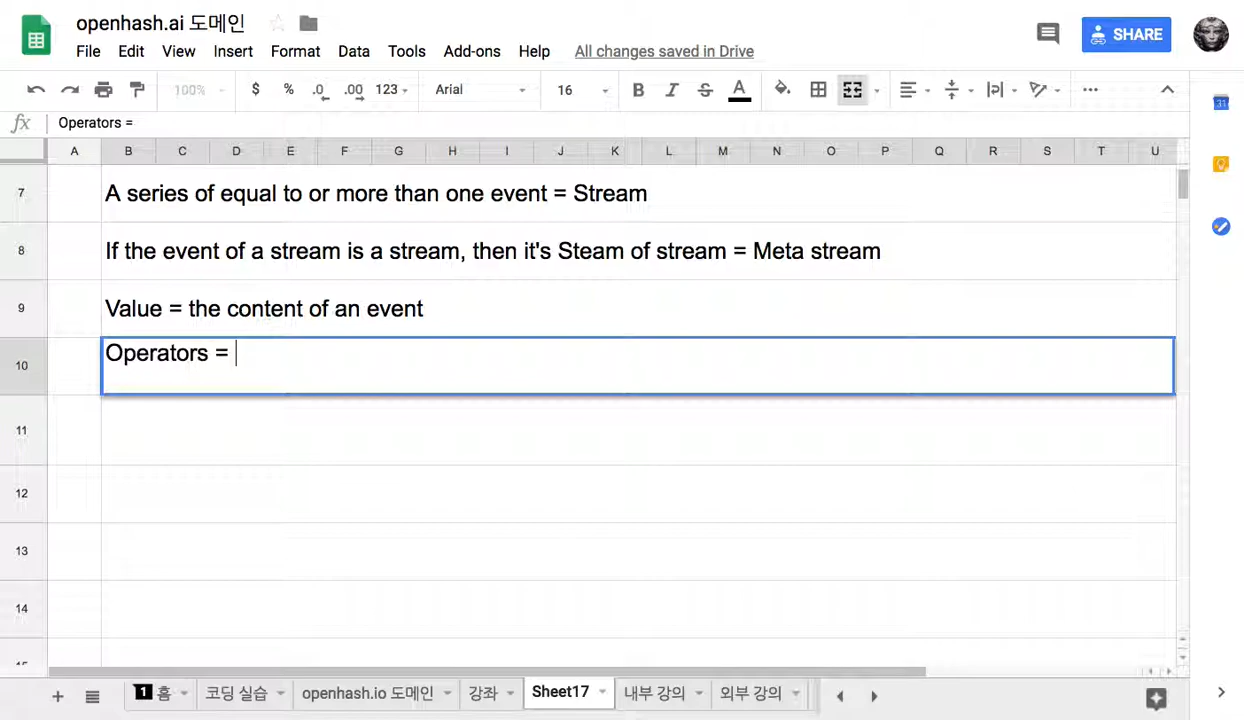 openhash.ai 도메인
File Edit View Insert Format Data Tools Add-ons Help All changes saved in Drive
SHARE
100% $ % .0 .00 123 Arial 16 B I S A
fx Operators =
A B C D E F G H I J K L M N O P Q R S T U
7 A series of equal to or more than one event = Stream
8 If the event of a stream is a stream, then it's Steam of stream = Meta stream
9 Value = the content of an event
10 Operators =
11
12
13
14
1 홈 코딩 실습 openhash.io 도메인 강좌 Sheet17 내부 강의 외부 강의